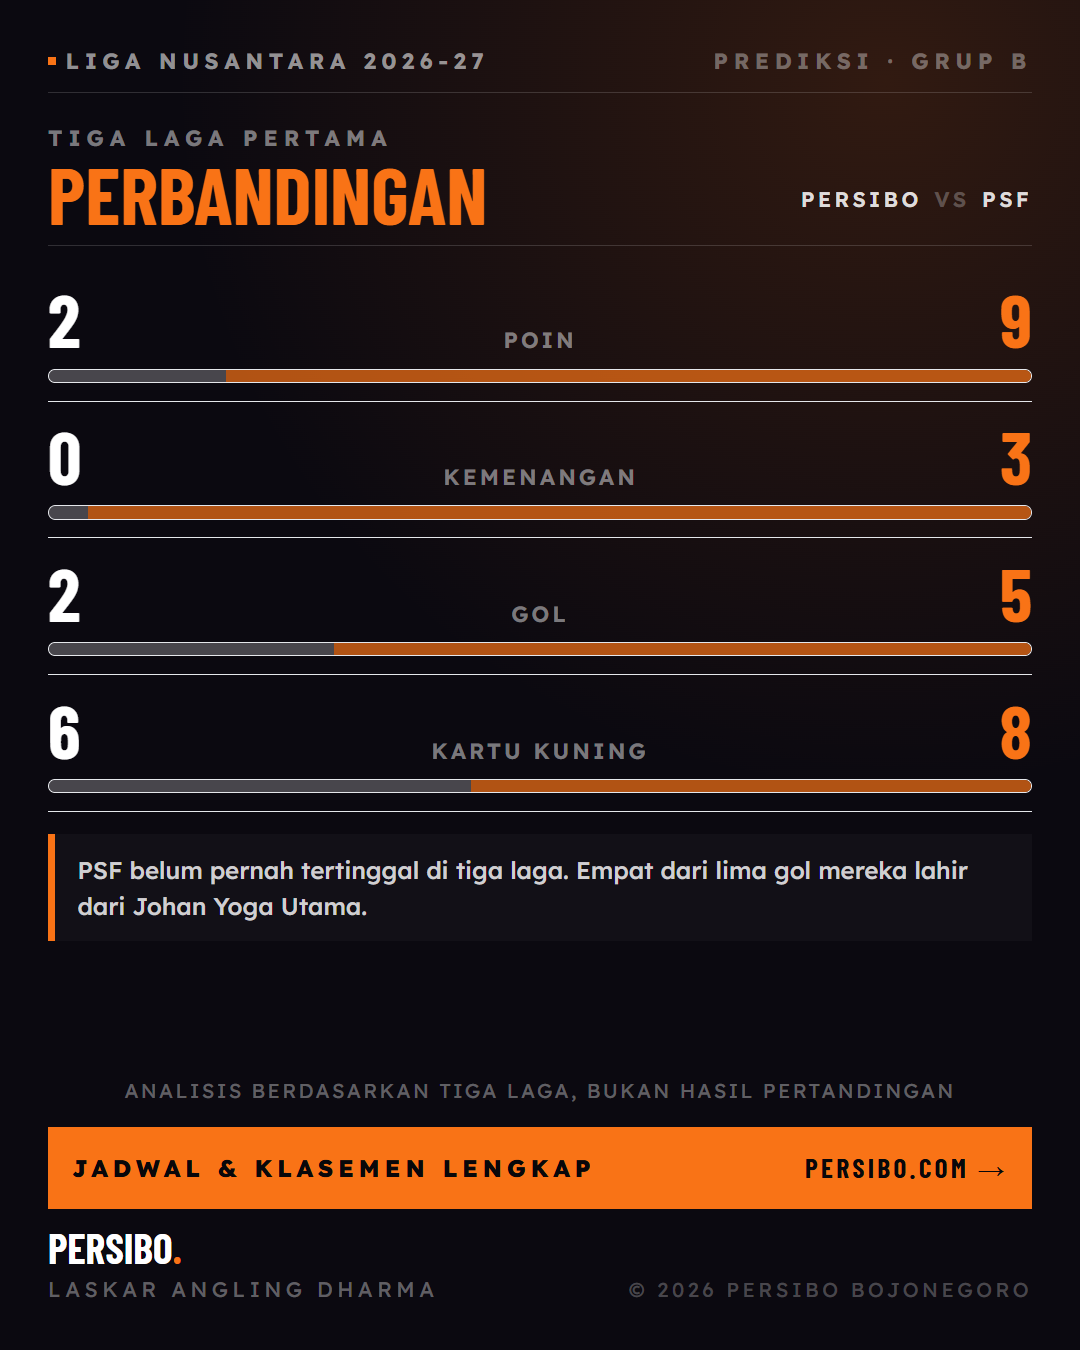 LIGA NUSANTARA 2026-27
PREDIKSI · GRUP B
TIGA LAGA PERTAMA
PERBANDINGAN
PERSIBO VS PSF
2 POIN 9
0 KEMENANGAN 3
2 GOL 5
6 KARTU KUNING 8
PSF belum pernah tertinggal di tiga laga. Empat dari lima gol mereka lahir
dari Johan Yoga Utama.
ANALISIS BERDASARKAN TIGA LAGA, BUKAN HASIL PERTANDINGAN
JADWAL & KLASEMEN LENGKAP
PERSIBO.COM →
PERSIBO.
LASKAR ANGLING DHARMA
© 2026 PERSIBO BOJONEGORO